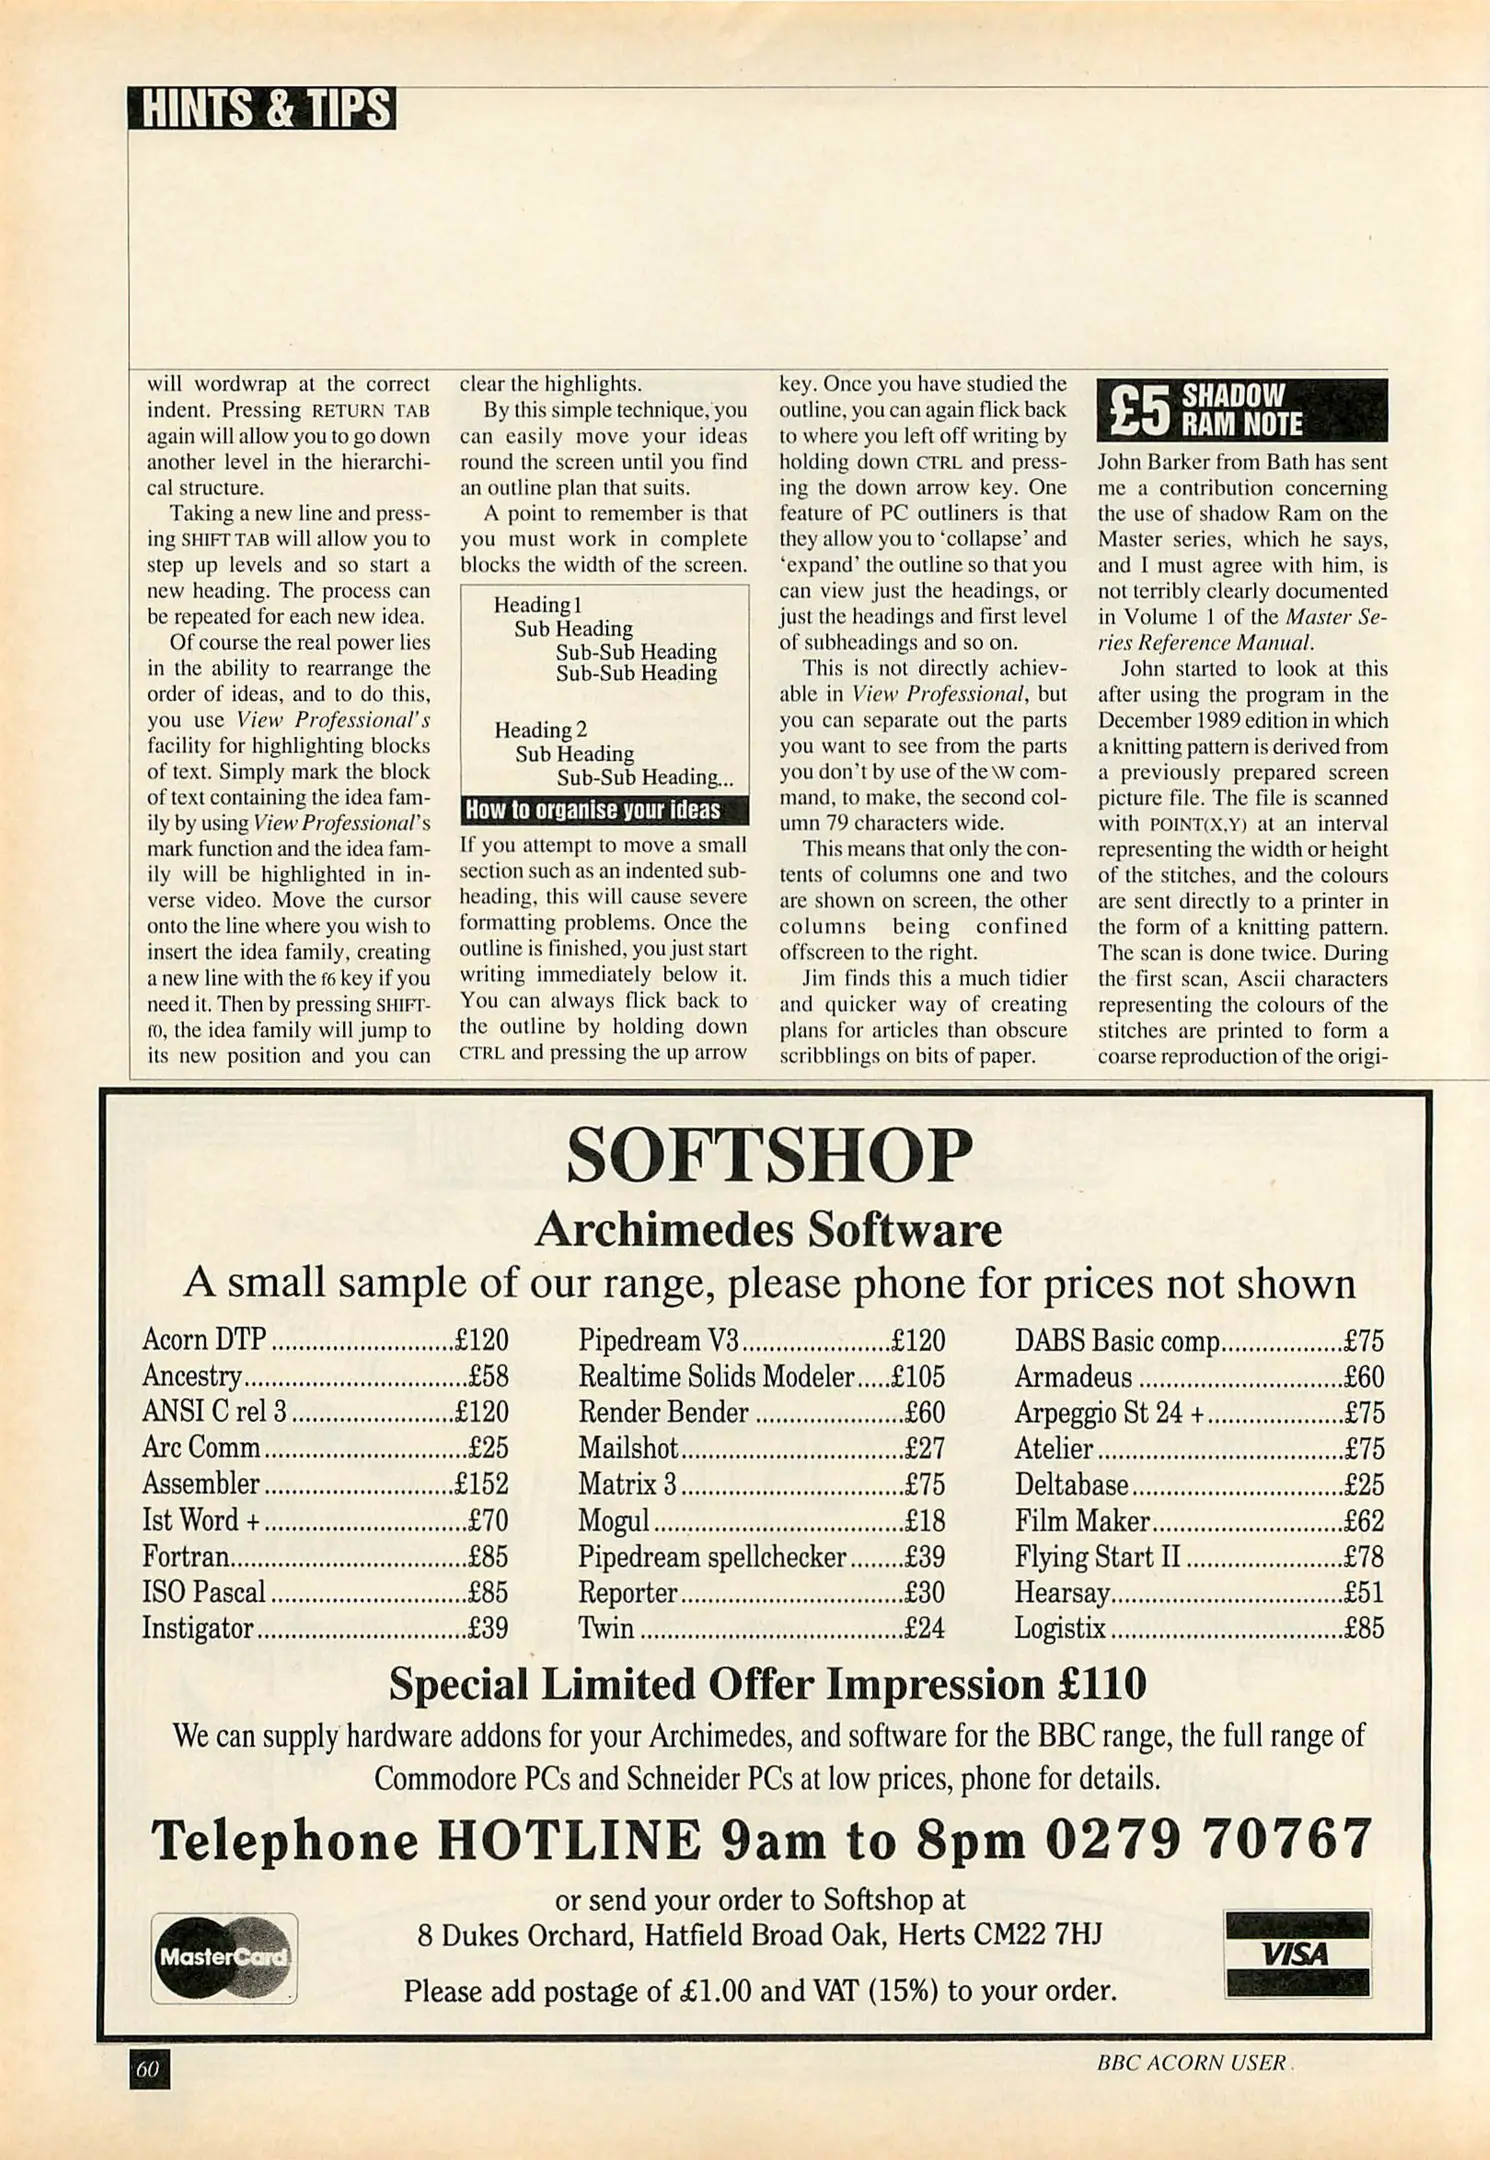 HINTS & TIPS
will wordwrap at the correct
indent. Pressing RETURN TAB
again will allow you to go down
another level in the hierarchi-
cal structure.
Taking a new line and press-
ing SHIFT TAB will allow you to
step up levels and so start a
new heading. The process can
be repeated for each new idea.
Of course the real power lies
in the ability to rearrange the
order of ideas, and to do this,
you use View Professional's
facility for highlighting blocks
of text. Simply mark the block
of text containing the idea fam-
ily by using View Professional's
mark function and the idea fam-
ily will be highlighted in in-
verse video. Move the cursor
onto the line where you wish to
insert the idea family, creating
a new line with the f6 key if you
need it. Then by pressing SHIFT-
f0, the idea family will jump to
its new position and you can
clear the highlights.
By this simple technique, you
can easily move your ideas
round the screen until you find
an outline plan that suits.
A point to remember is that
you must work in complete
blocks the width of the screen.
Heading1
Sub Heading
Sub-Sub Heading
Sub-Sub Heading
Heading 2
Sub Heading
Sub-Sub Heading...
How to organise your ideas
If you attempt to move a small
section such as an indented sub-
heading, this will cause severe
formatting problems. Once the
outline is finished, you just start
writing immediately below it.
You can always flick back to
the outline by holding down
CTRL and pressing the up arrow
key. Once you have studied the
outline, you can again flick back
to where you left off writing by
holding down CTRL and press-
ing the down arrow key. One
feature of PC outliners is that
they allow you to 'collapse' and
'expand' the outline so that you
can view just the headings, or
just the headings and first level
of subheadings and so on.
This is not directly achiev-
able in View Professional, but
you can separate out the parts
you want to see from the parts
you don't by use of the \W com-
mand, to make, the second col-
umn 79 characters wide.
This means that only the con-
tents of columns one and two
are shown on screen, the other
columns being confined
offscreen to the right.
Jim finds this a much tidier
and quicker way of creating
plans for articles than obscure
scribblings on bits of paper.
£5 SHADOW
RAM NOTE
John Barker from Bath has sent
me a contribution concerning
the use of shadow Ram on the
Master series, which he says,
and I must agree with him, is
not terribly clearly documented
in Volume 1 of the Master Se-
ries Reference Manual.
John started to look at this
after using the program in the
December 1989 edition in which
a knitting pattern is derived from
a previously prepared screen
picture file. The file is scanned
with POINT(X,Y) at an interval
representing the width or height
of the stitches, and the colours
are sent directly to a printer in
the form of a knitting pattern.
The scan is done twice. During
the first scan, Ascii characters
representing the colours of the
stitches are printed to form a
coarse reproduction of the origi-
SOFTSHOP
Archimedes Software
A small sample of our range, please phone for prices not shown
Acorn DTP...........................£120
Ancestry.................................£58
ANSI C rel 3........................£120
Arc Comm..............................£25
Assembler............................£152
Ist Word +..............................£70
Fortran...................................£85
ISO Pascal.............................£85
Instigator...............................£39
Pipedream V3......................£120
Realtime Solids Modeler.....£105
Render Bender......................£60
Mailshot.................................£27
Matrix 3.................................£75
Mogul.....................................£18
Pipedream spellchecker........£39
Reporter.................................£30
Twin.......................................£24
DABS Basic comp..................£75
Armadeus..............................£60
Arpeggio St 24 +....................£75
Atelier....................................£75
Deltabase...............................£25
Film Maker............................£62
Flying Start II.......................£78
Hearsay..................................£51
Logistix..................................£85
Special Limited Offer Impression £110
We can supply hardware addons for your Archimedes, and software for the BBC range, the full range of
Commodore PCs and Schneider PCs at low prices, phone for details.
Telephone HOTLINE 9am to 8pm 0279 70767
or send your order to Softshop at
8 Dukes Orchard, Hatfield Broad Oak, Herts CM22 7HJ
Please add postage of £1.00 and VAT (15%) to your order.
MasterCard
VISA
60
BBC ACORN USER